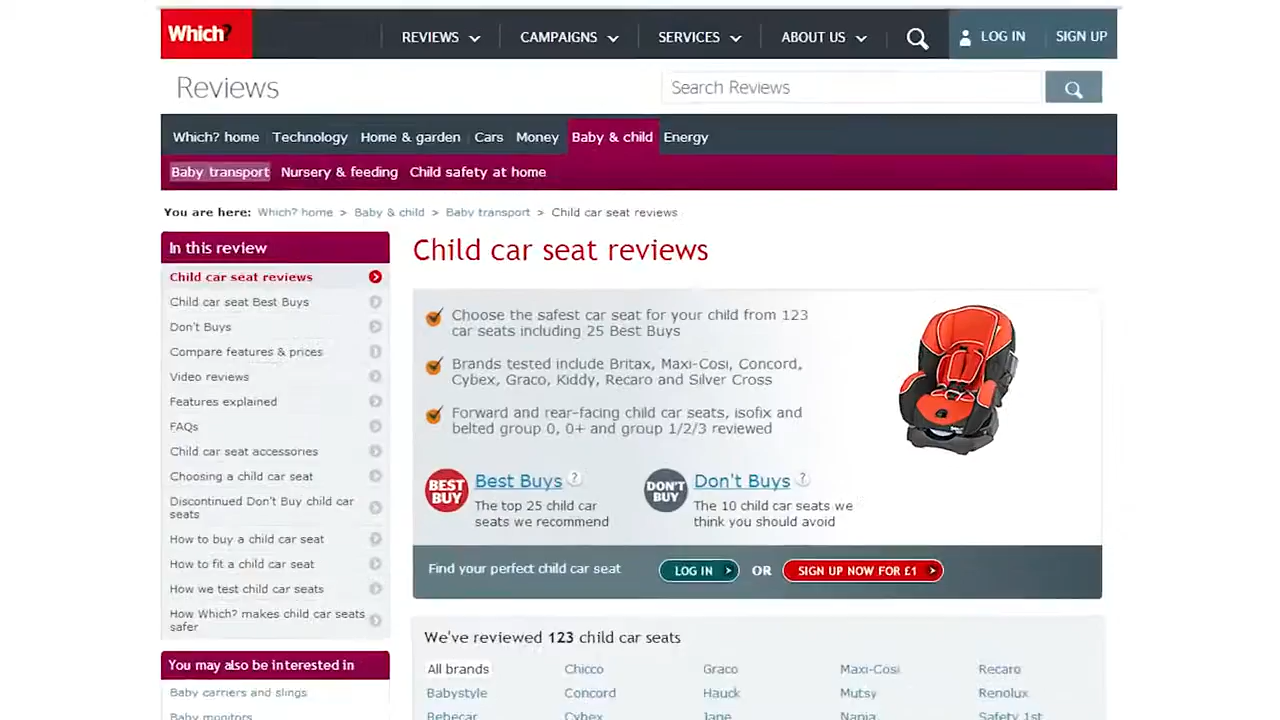 Which?
REVIEWS CAMPAIGNS SERVICES ABOUT US LOG IN SIGN UP
Reviews
Search Reviews
Which? home Technology Home & garden Cars Money Baby & child Energy
Baby transport Nursery & feeding Child safety at home
You are here: Which? home > Baby & child > Baby transport > Child car seat reviews
In this review
Child car seat reviews
Child car seat Best Buys
Don't Buys
Compare features & prices
Video reviews
Features explained
FAQs
Child car seat accessories
Choosing a child car seat
Discontinued Don't Buy child car
seats
How to buy a child car seat
How to fit a child car seat
How we test child car seats
How Which? makes child car seats
safer
You may also be interested in
Baby carriers and slings
Baby monitors
Child car seat reviews
Choose the safest car seat for your child from 123
car seats including 25 Best Buys
Brands tested include Britax, Maxi-Cosi, Concord,
Cybex, Graco, Kiddy, Recaro and Silver Cross
Forward and rear-facing child car seats, isofix and
belted group 0, 0+ and group 1/2/3 reviewed
BEST
BUY
Best Buys ?
The top 25 child car
seats we recommend
DON'T
BUY
Don't Buys ?
The 10 child car seats we
think you should avoid
Find your perfect child car seat LOG IN OR SIGN UP NOW FOR £1
We've reviewed 123 child car seats
All brands Chicco Graco Maxi-Cosi Recaro
Babystyle Concord Hauck Mutsy Renolux
Bebecar Cybex Jane Nania Safety 1st